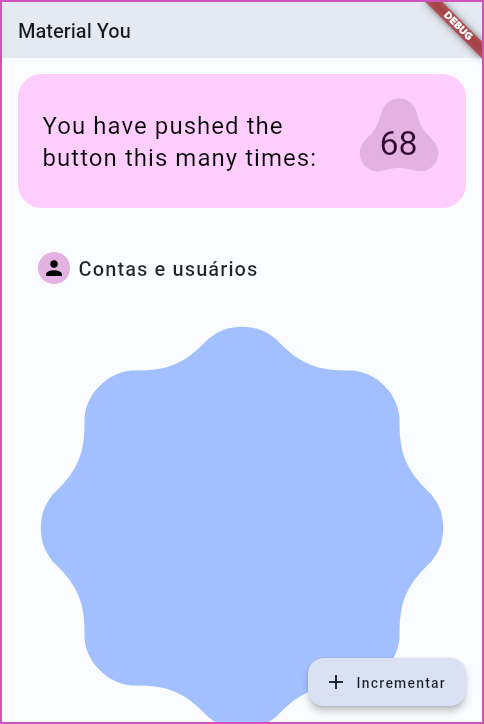 Material You
DEBUG
You have pushed the
button this many times:
68
Contas e usuários
Incrementar